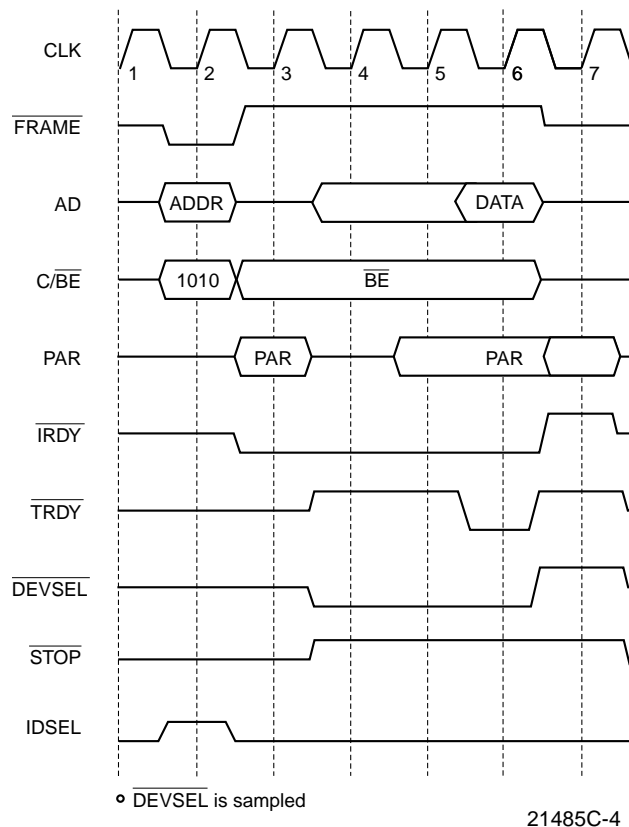 CLK
1 2 3 4 5 6 7
FRAME
AD
ADDR DATA
C/BE
1010 BE
PAR
PAR PAR
IRDY
TRDY
DEVSEL
STOP
IDSEL
DEVSEL is sampled
21485C-4